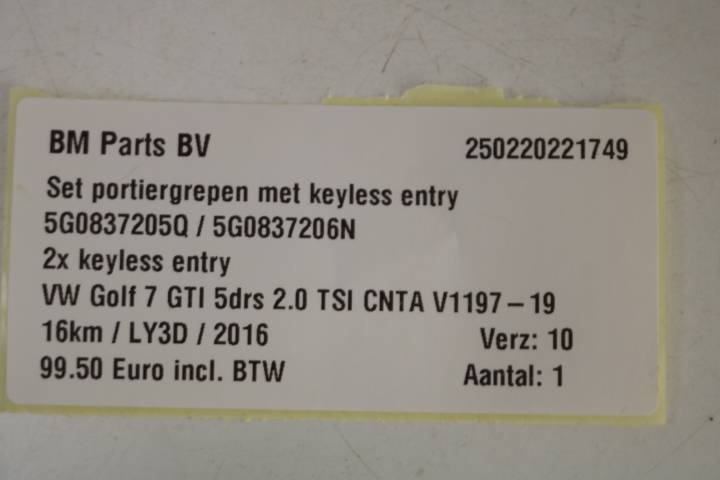 BM Parts BV 250220221749
Set portiergrepen met keyless entry
5G0837205Q / 5G0837206N
2x keyless entry
VW Golf 7 GTI 5drs 2.0 TSI CNTA V1197 – 19
16km / LY3D / 2016 Verz: 10
99.50 Euro incl. BTW Aantal: 1